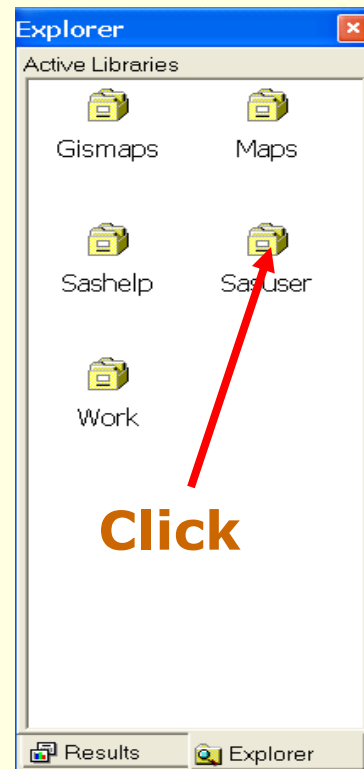 Explorer
Active Libraries
Gismaps Maps
Sashelp Sasuser
Work
Click
Results Explorer